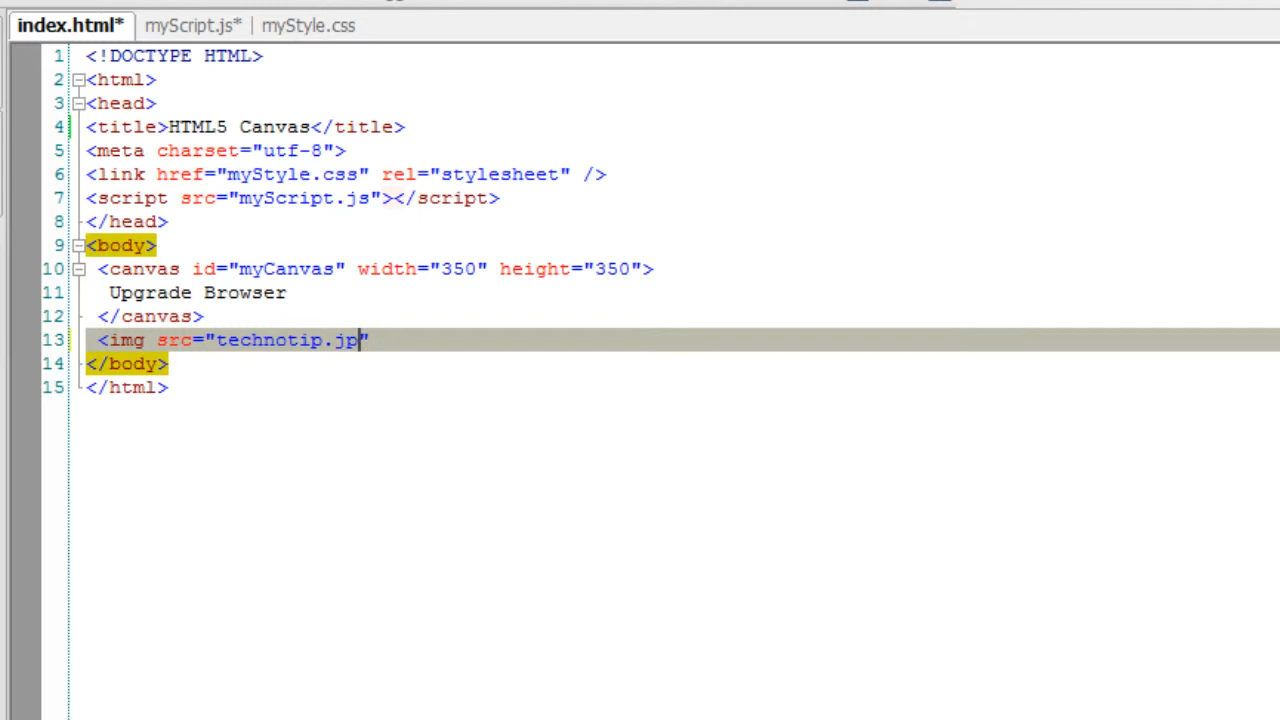 index.html* myScript.js* myStyle.css
1 <!DOCTYPE HTML>
2 <html>
3 <head>
4 <title>HTML5 Canvas</title>
5 <meta charset="utf-8">
6 <link href="myStyle.css" rel="stylesheet" />
7 <script src="myScript.js"></script>
8 </head>
9 <body>
10 <canvas id="myCanvas" width="350" height="350">
11 Upgrade Browser
12 </canvas>
13 <img src="technotip.jp"
14 </body>
15 </html>